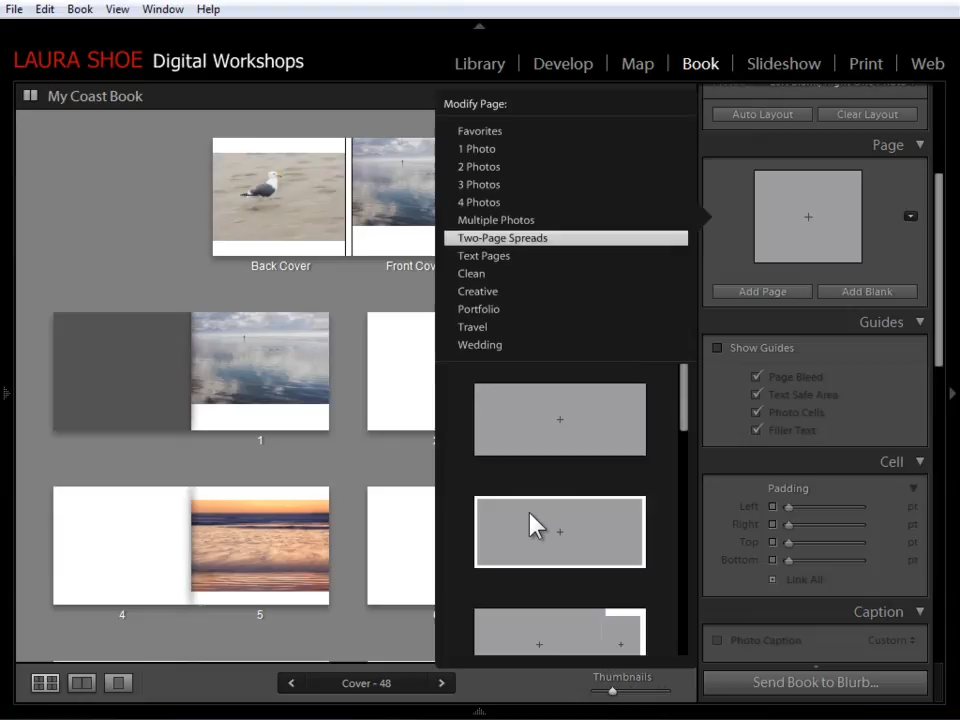 File Edit Book View Window Help
LAURA SHOE Digital Workshops
Library Develop Map Book Slideshow Print Web
My Coast Book
Modify Page:
Favorites
1 Photo
2 Photos
3 Photos
4 Photos
Multiple Photos
Two-Page Spreads
Text Pages
Clean
Creative
Portfolio
Travel
Wedding
Back Cover
Front Cov
1
4
5
Cover - 48
Thumbnails
Auto Layout Clear Layout
Page
Add Page Add Blank
Guides
Show Guides
Page Bleed
Text Safe Area
Photo Cells
Filler Text
Cell
Padding
Left pt
Right pt
Top pt
Bottom pt
Link All
Caption
Photo Caption Custom
Send Book to Blurb...